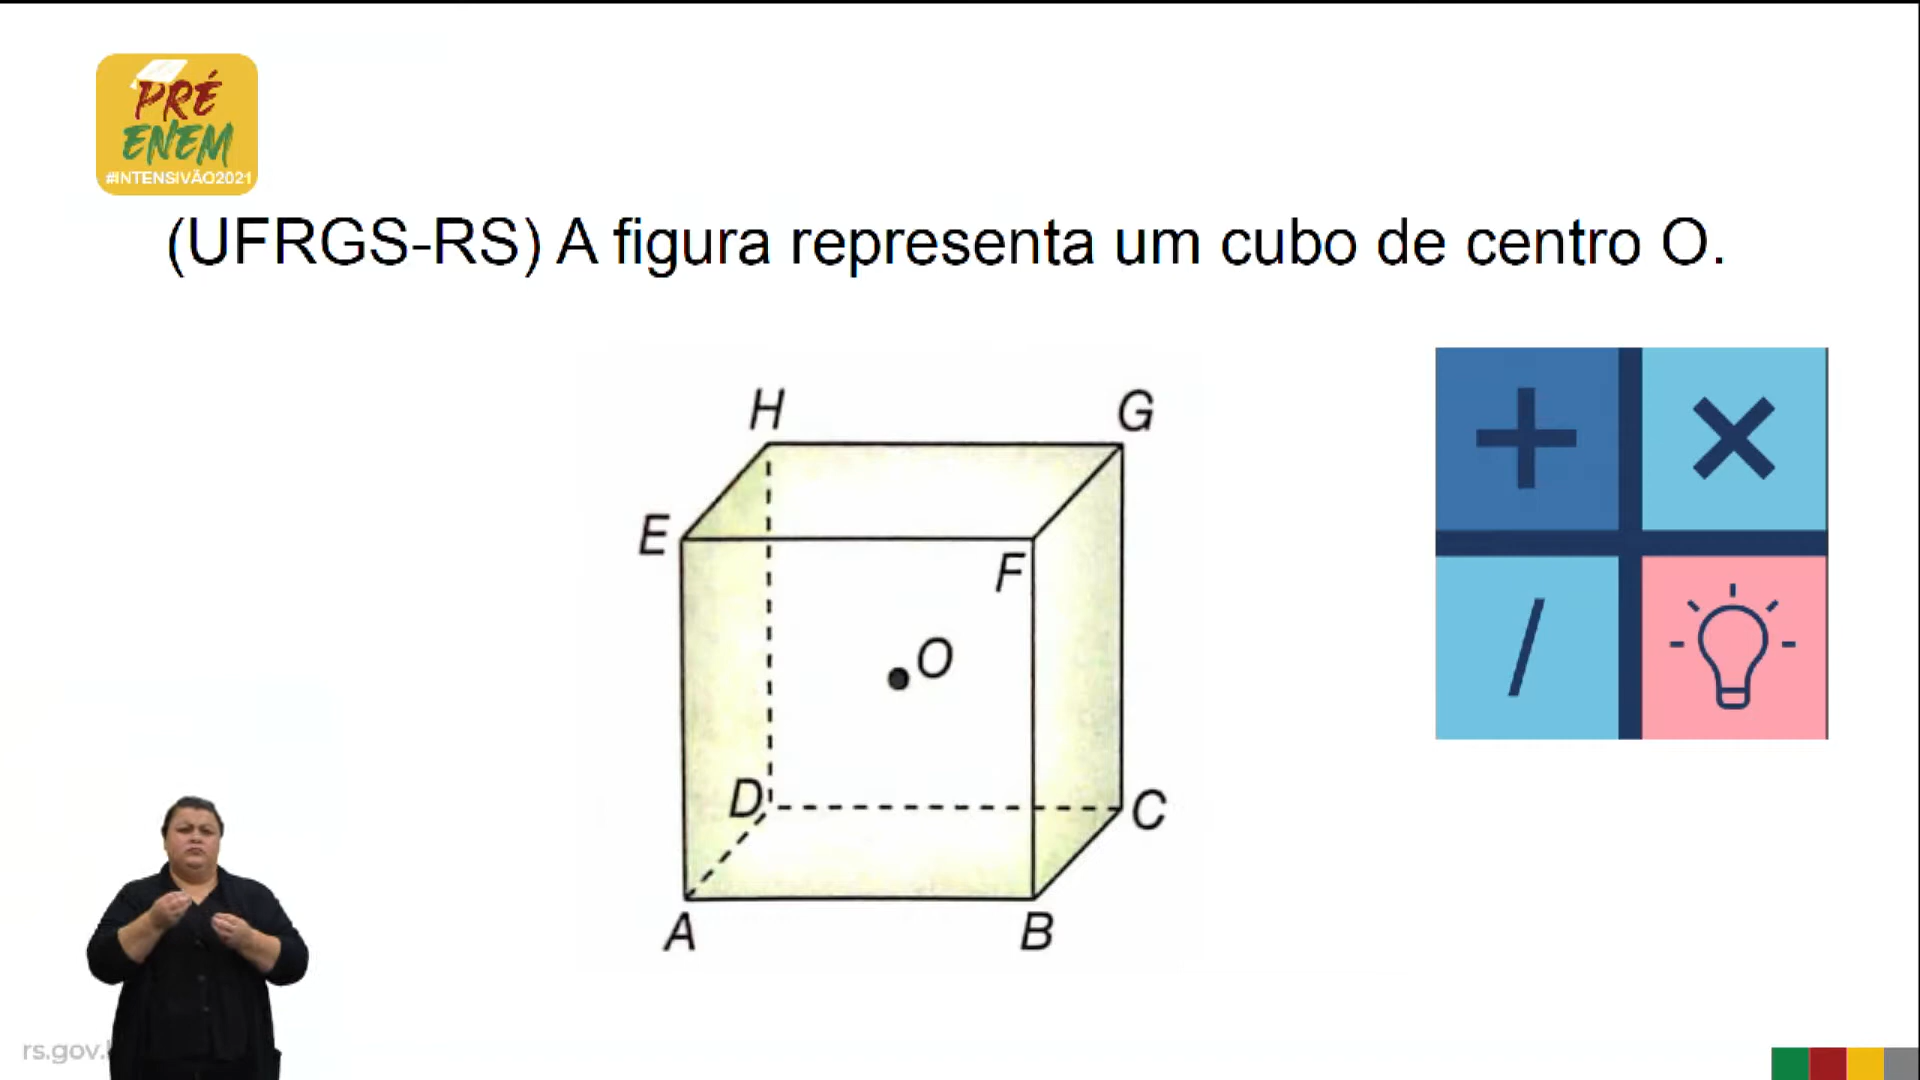 PRÉ
ENEM
#INTENSIVÃO2021
(UFRGS-RS) A figura representa um cubo de centro O.
H
G
E
F
O
D
C
A
B
rs.gov.